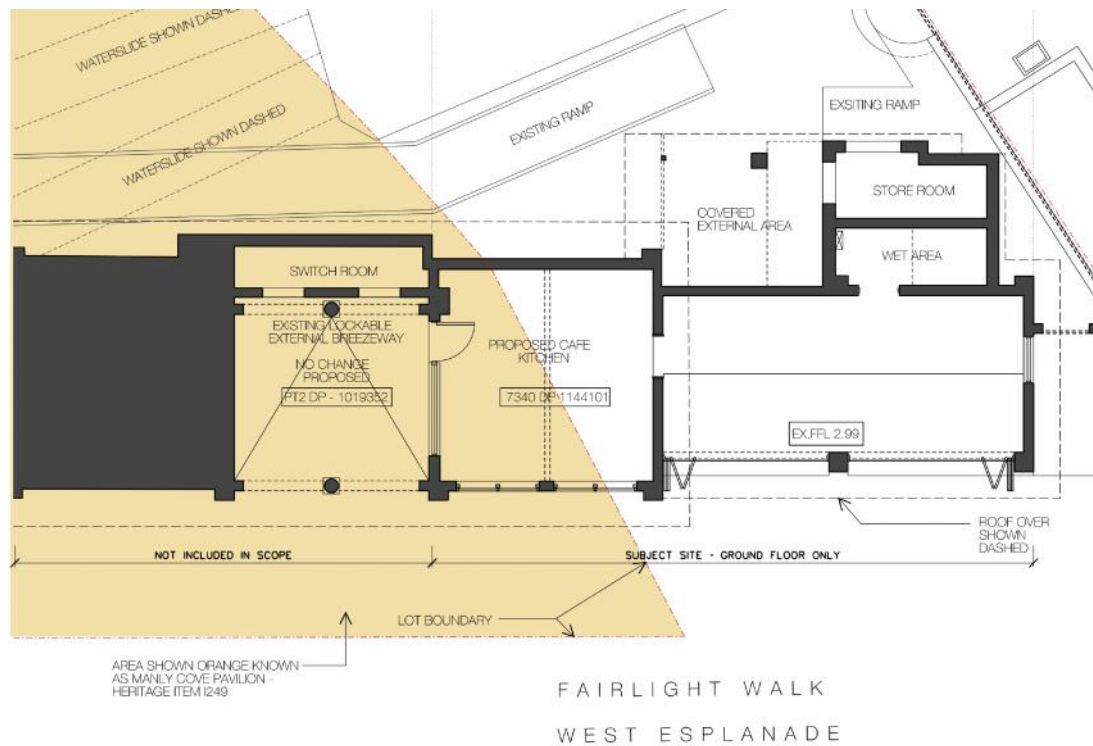 WATERSLIDE SHOWN DASHED
WATERSLIDE SHOWN DASHED
EXISTING RAMP
EXSITING RAMP
STORE ROOM
COVERED
EXTERNAL AREA
WET AREA
SWITCH ROOM
EXISTING LOCKABLE
EXTERNAL BREEZEWAY
NO CHANGE
PROPOSED
PT2 DP - 1019352
PROPOSED CAFE
KITCHEN
7340 DP 1144101
EX.FFL 2.99
ROOF OVER
SHOWN
DASHED
NOT INCLUDED IN SCOPE
SUBJECT SITE - GROUND FLOOR ONLY
LOT BOUNDARY
AREA SHOWN ORANGE KNOWN
AS MANLY COVE PAVILION -
HERITAGE ITEM I249
FAIRLIGHT WALK
WEST ESPLANADE